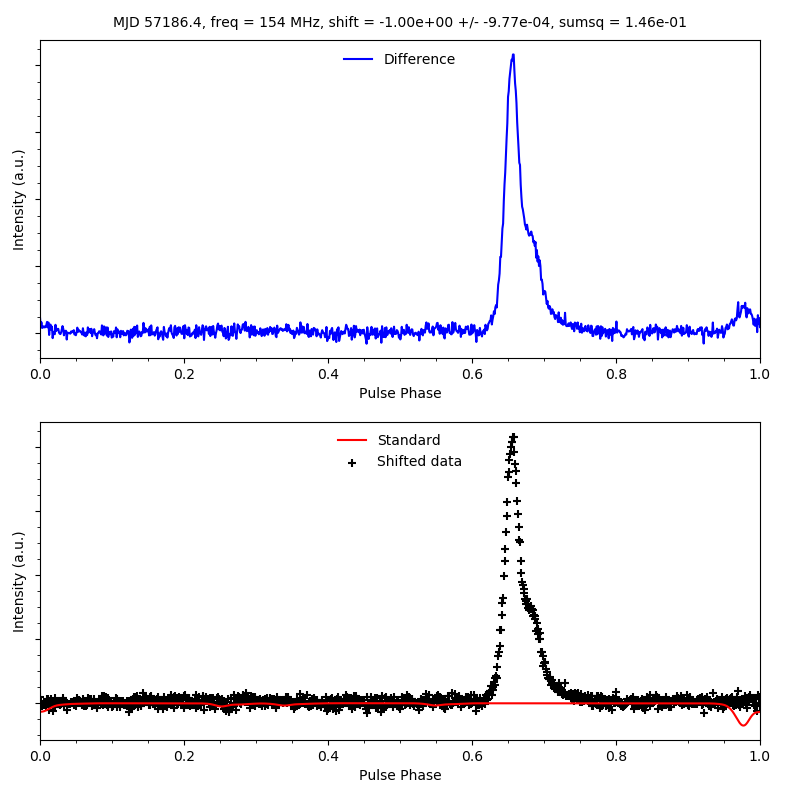 MJD 57186.4, freq = 154 MHz, shift = -1.00e+00 +/- -9.77e-04, sumsq = 1.46e-01
Difference
Intensity (a.u.)
0.0 0.2 0.4 0.6 0.8 1.0
Pulse Phase
Standard
Shifted data
Intensity (a.u.)
0.0 0.2 0.4 0.6 0.8 1.0
Pulse Phase